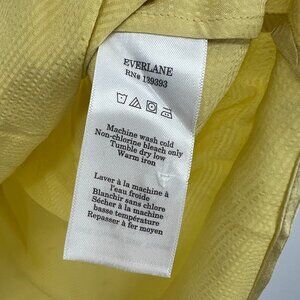 EVERLANE
RN# 139393
Machine wash cold
Non-chlorine bleach only
Tumble dry low
Warm iron
Laver à la machine à
l'eau froide
Blanchir sans chlore
Sécher à la machine
basse température
Repasser à fer moyen